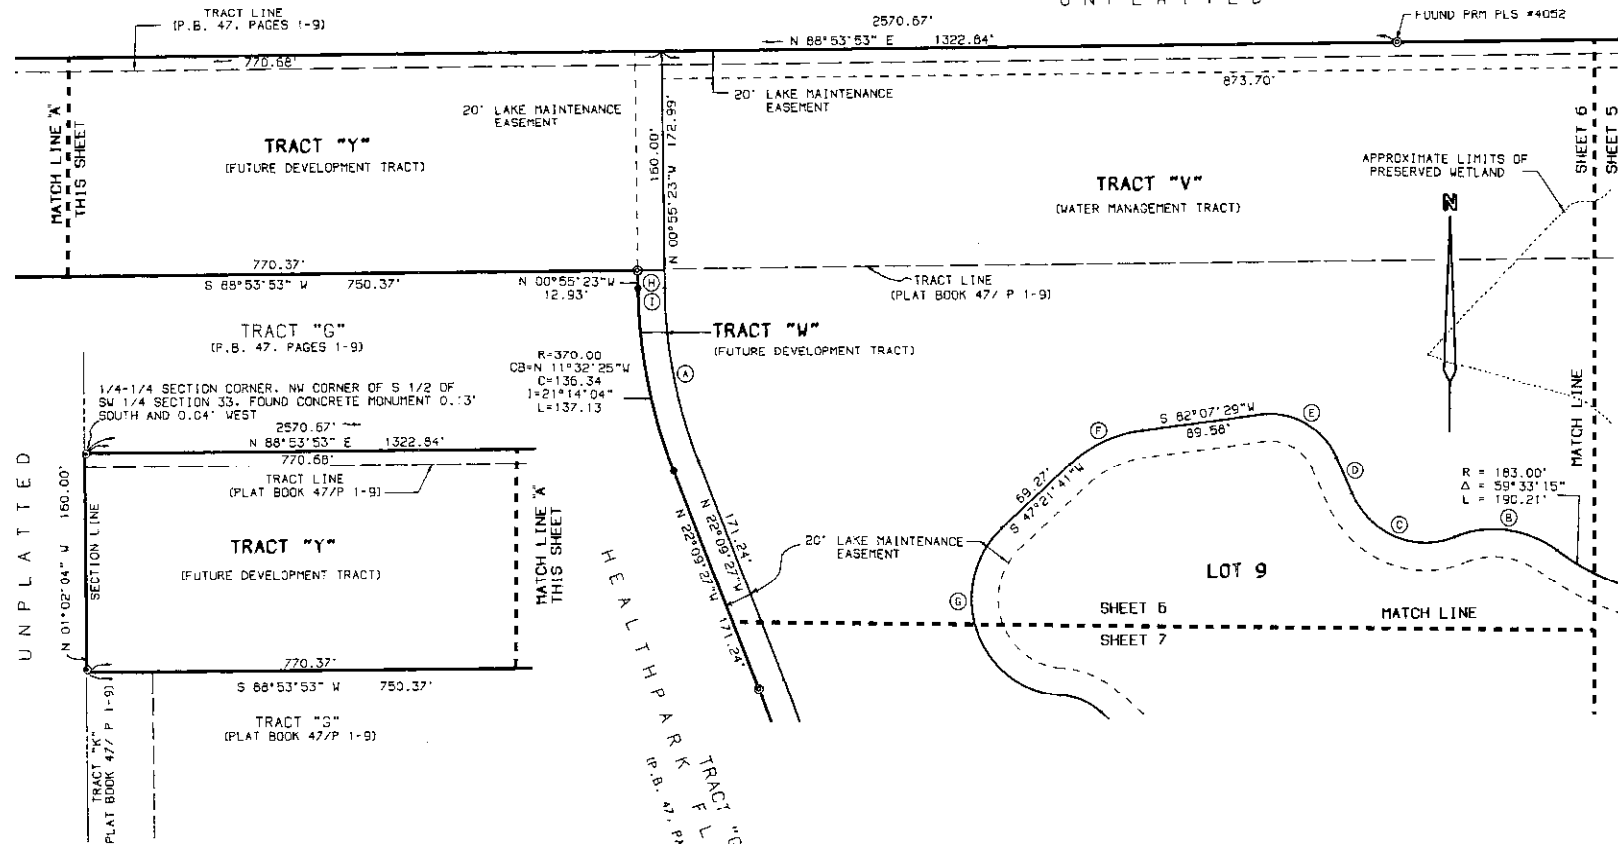 TRACT LINE
(P.B. 47. PAGES 1-9)
2570.67'
N 88°53'53" E 1322.84'
FOUND PRM PLS #4052
770.68'
873.70'
20' LAKE MAINTENANCE
EASEMENT
20' LAKE MAINTENANCE
EASEMENT
MATCH LINE "A"
THIS SHEET
TRACT "Y"
(FUTURE DEVELOPMENT TRACT)
160.00'
N 00°55'23"W 172.99'
TRACT "V"
(WATER MANAGEMENT TRACT)
APPROXIMATE LIMITS OF
PRESERVED WETLAND
SHEET 6
SHEET 5
N
770.37'
S 88°53'53" W 750.37'
N 00°55'23"W
12.93'
H
I
TRACT LINE
(PLAT BOOK 47/ P 1-9)
TRACT "G"
(P.B. 47. PAGES 1-9)
TRACT "W"
(FUTURE DEVELOPMENT TRACT)
R=370.00
CB=N 11°32'25"W
C=136.34
I=21°14'04"
L=137.13
A
1/4-1/4 SECTION CORNER. NW CORNER OF S 1/2 OF
SW 1/4 SECTION 33. FOUND CONCRETE MONUMENT 0.13'
SOUTH AND 0.04' WEST
2570.67'
N 88°53'53" E 1322.84'
770.68'
TRACT LINE
(PLAT BOOK 47/P 1-9)
UNPLATTED
N 01°02'04" W 160.00'
SECTION LINE
TRACT "Y"
(FUTURE DEVELOPMENT TRACT)
MATCH LINE "A"
THIS SHEET
770.37'
S 88°53'53" W 750.37'
TRACT "G"
(PLAT BOOK 47/P 1-9)
TRACT "K"
PLAT BOOK 47/ P 1-9)
N 22°09'27"W 171.24'
171.24'
N 22°09'27"W
20' LAKE MAINTENANCE
EASEMENT
HEALTHPARK FL
TRACT "G
(P.B. 47, PA
S 82°07'29"W
89.58'
E
F
69.27'
S 47°21'41"W
D
C
B
G
R = 183.00'
Δ = 59°33'15"
L = 190.21'
MATCH LINE
LOT 9
SHEET 6
SHEET 7
MATCH LINE